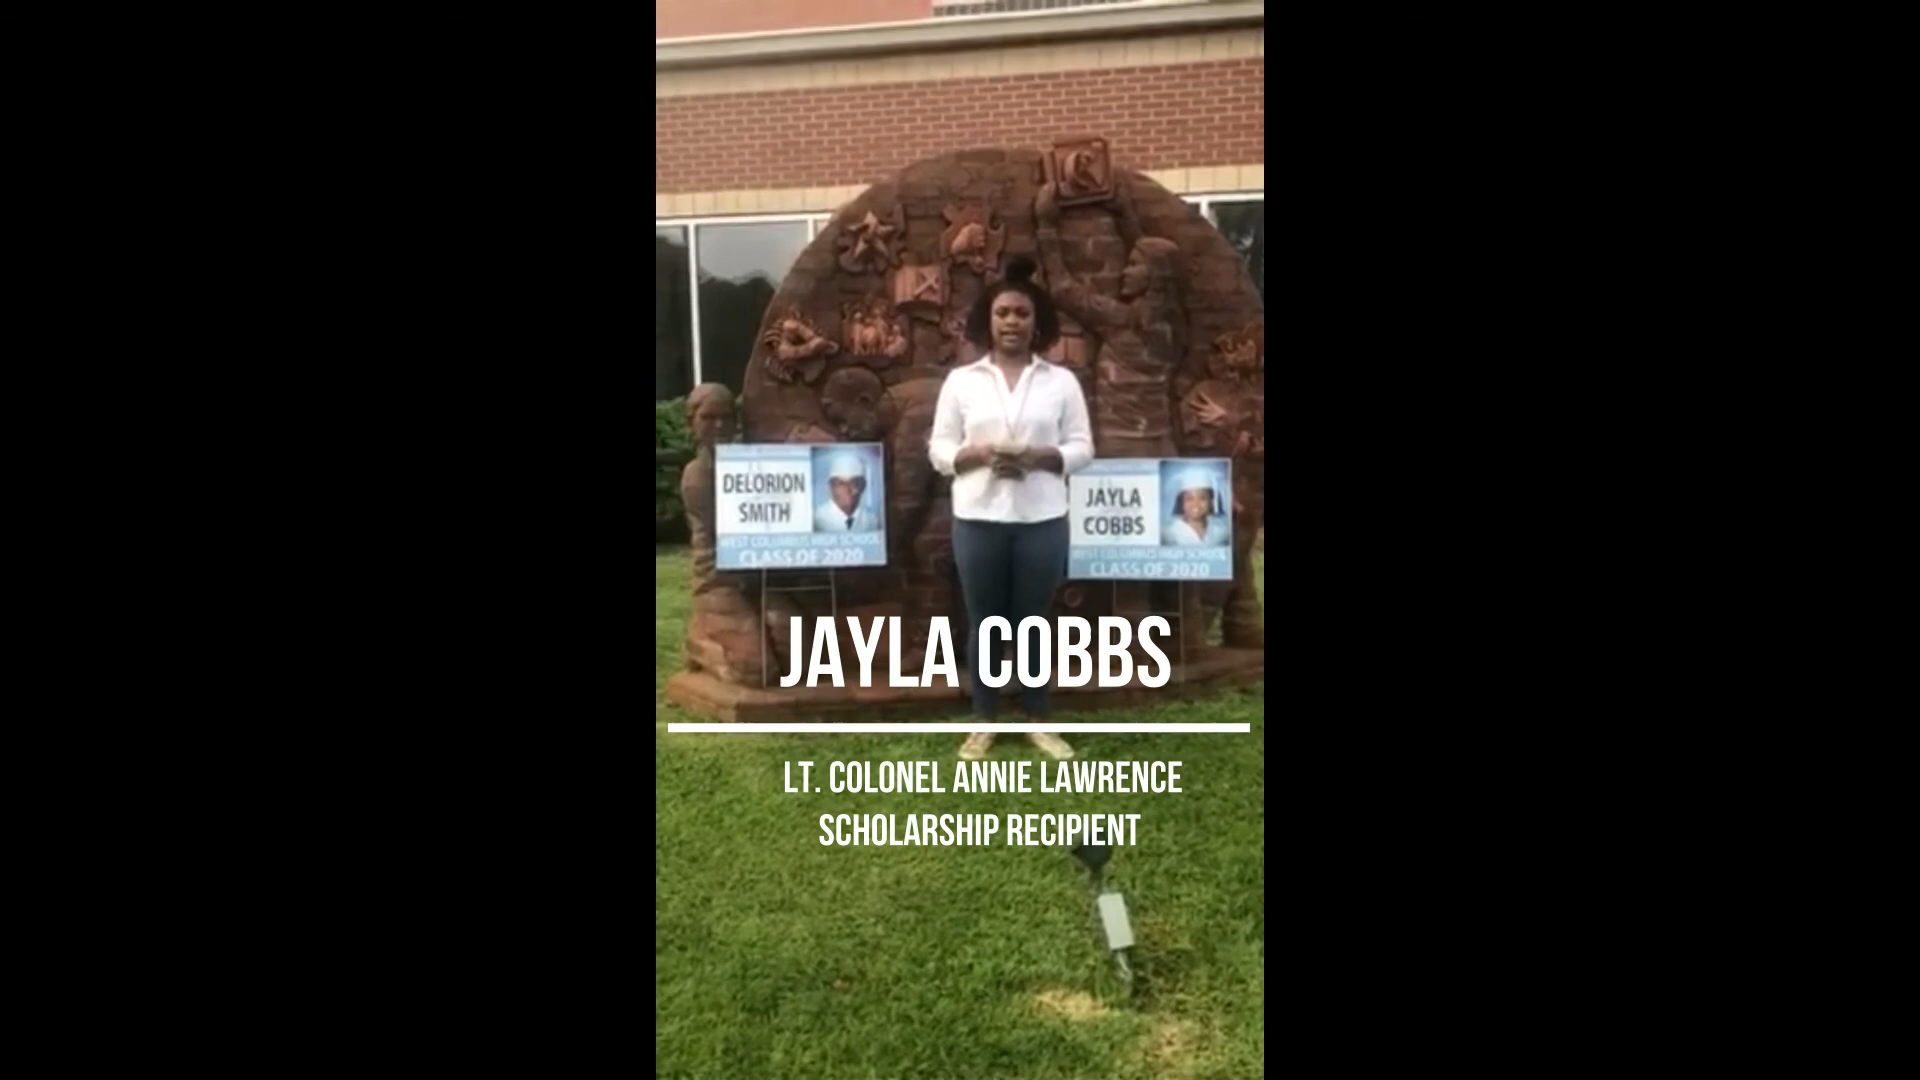 DELORION
SMITH
WEST COLUMBUS HIGH SCHOOL
CLASS OF 2020
JAYLA
COBBS
WEST COLUMBUS HIGH SCHOOL
CLASS OF 2020
JAYLA COBBS
LT. COLONEL ANNIE LAWRENCE
SCHOLARSHIP RECIPIENT